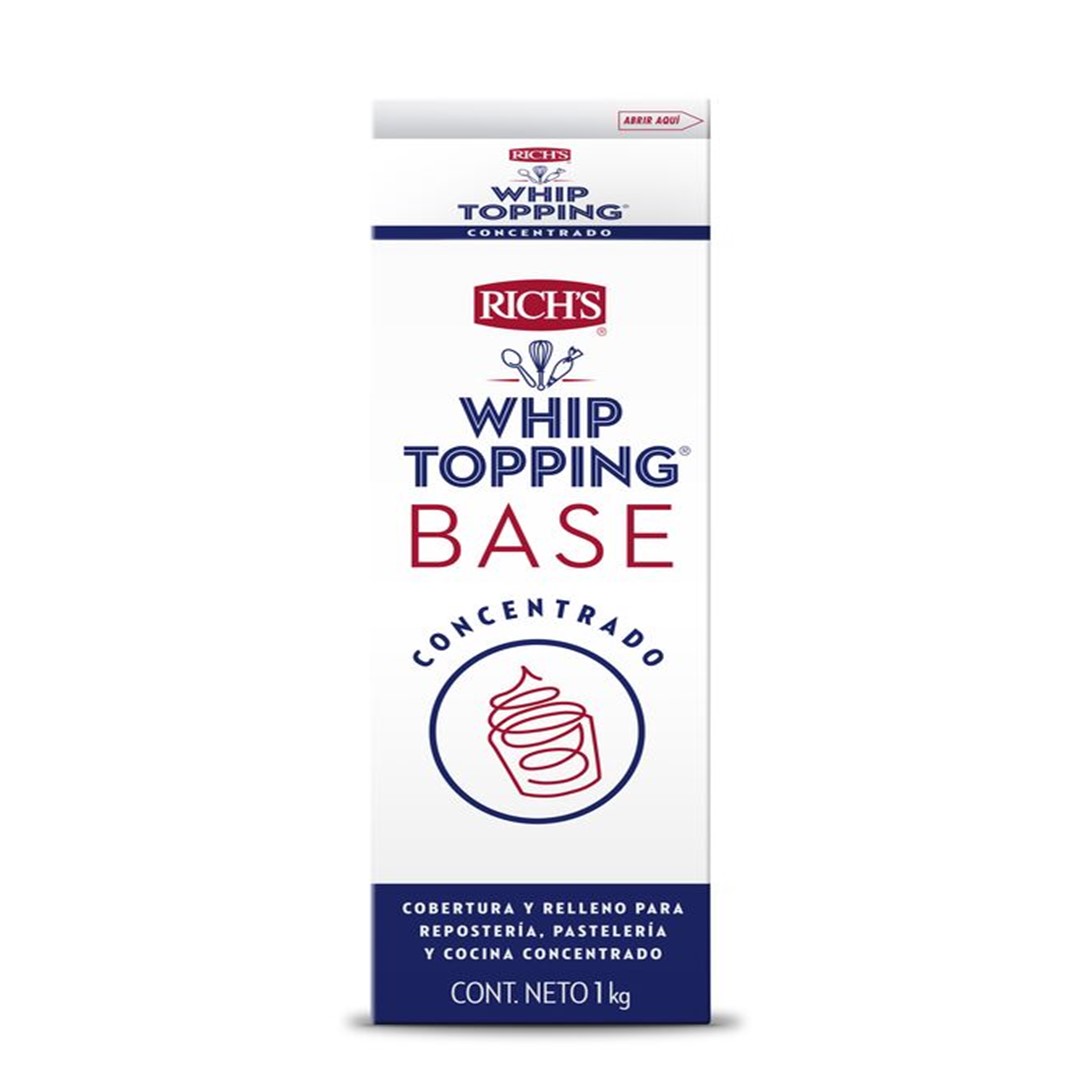 ABRIR AQUÍ
RICH'S
WHIP
TOPPING®
CONCENTRADO
RICH'S®
WHIP
TOPPING®
BASE
CONCENTRADO
COBERTURA Y RELLENO PARA
REPOSTERÍA, PASTELERÍA
Y COCINA CONCENTRADO
CONT. NETO 1 kg